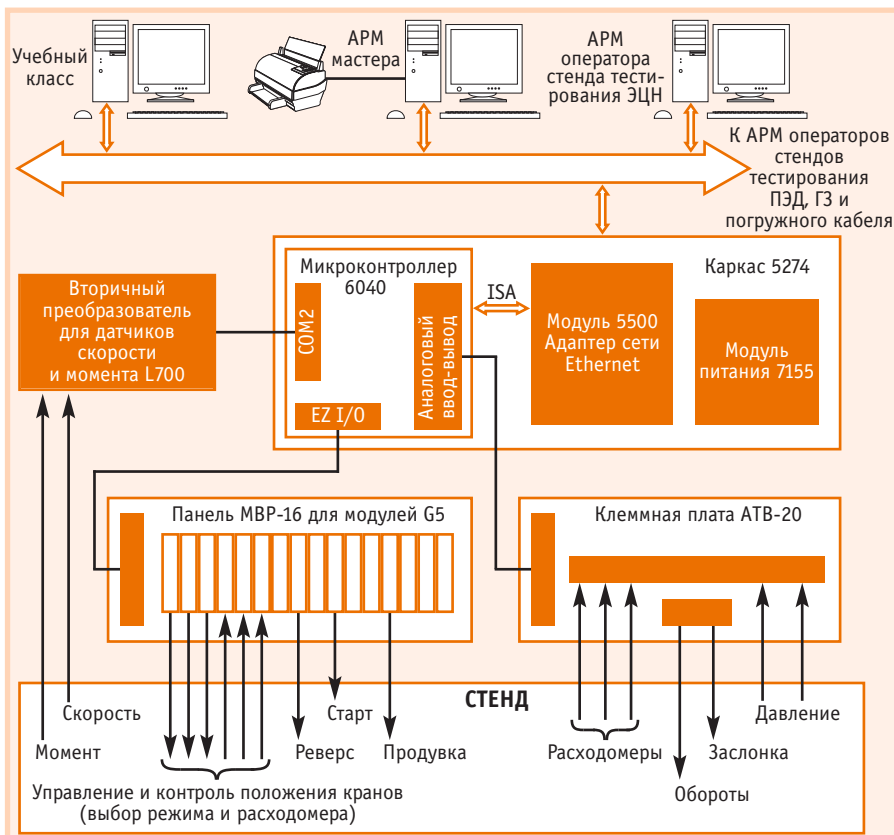 Учебный
класс
АРМ
мастера
АРМ
оператора
стенда тести-
рования ЭЦН
К АРМ операторов
стендов
тестирования
ПЭД, ГЗ и
погружного кабеля
Вторичный
преобразователь
для датчиков
скорости
и момента L700
Микроконтроллер
6040
COM2
EZ I/O
Аналоговый
ввод-вывод
ISA
Модуль 5500
Адаптер сети
Ethernet
Каркас 5274
Модуль
питания 7155
Панель МВР-16 для модулей G5
Клеммная плата АТВ-20
СТЕНД
Скорость
Момент
Старт
Реверс
Продувка
Управление и контроль положения кранов
(выбор режима и расходомера)
Расходомеры
Заслонка
Давление
Обороты